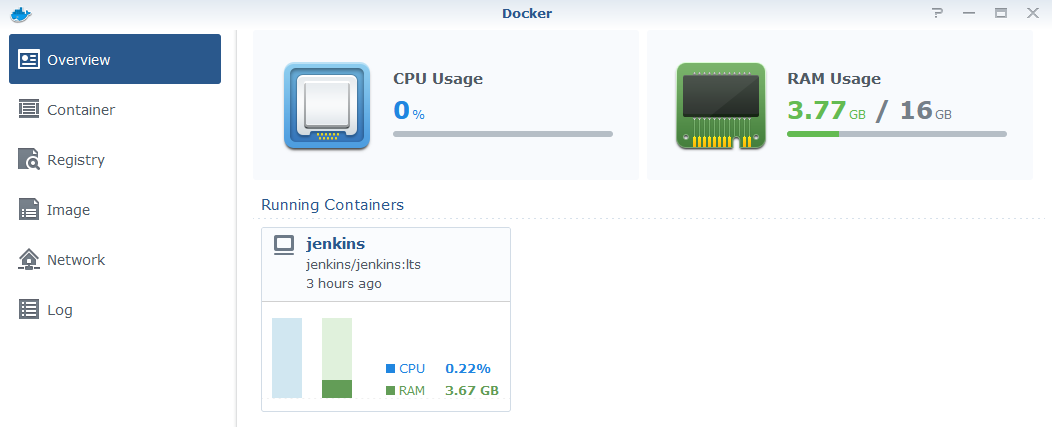 Docker
Overview
Container
Registry
Image
Network
Log
CPU Usage
0 %
RAM Usage
3.77 GB / 16 GB
Running Containers
jenkins
jenkins/jenkins:lts
3 hours ago
CPU 0.22%
RAM 3.67 GB